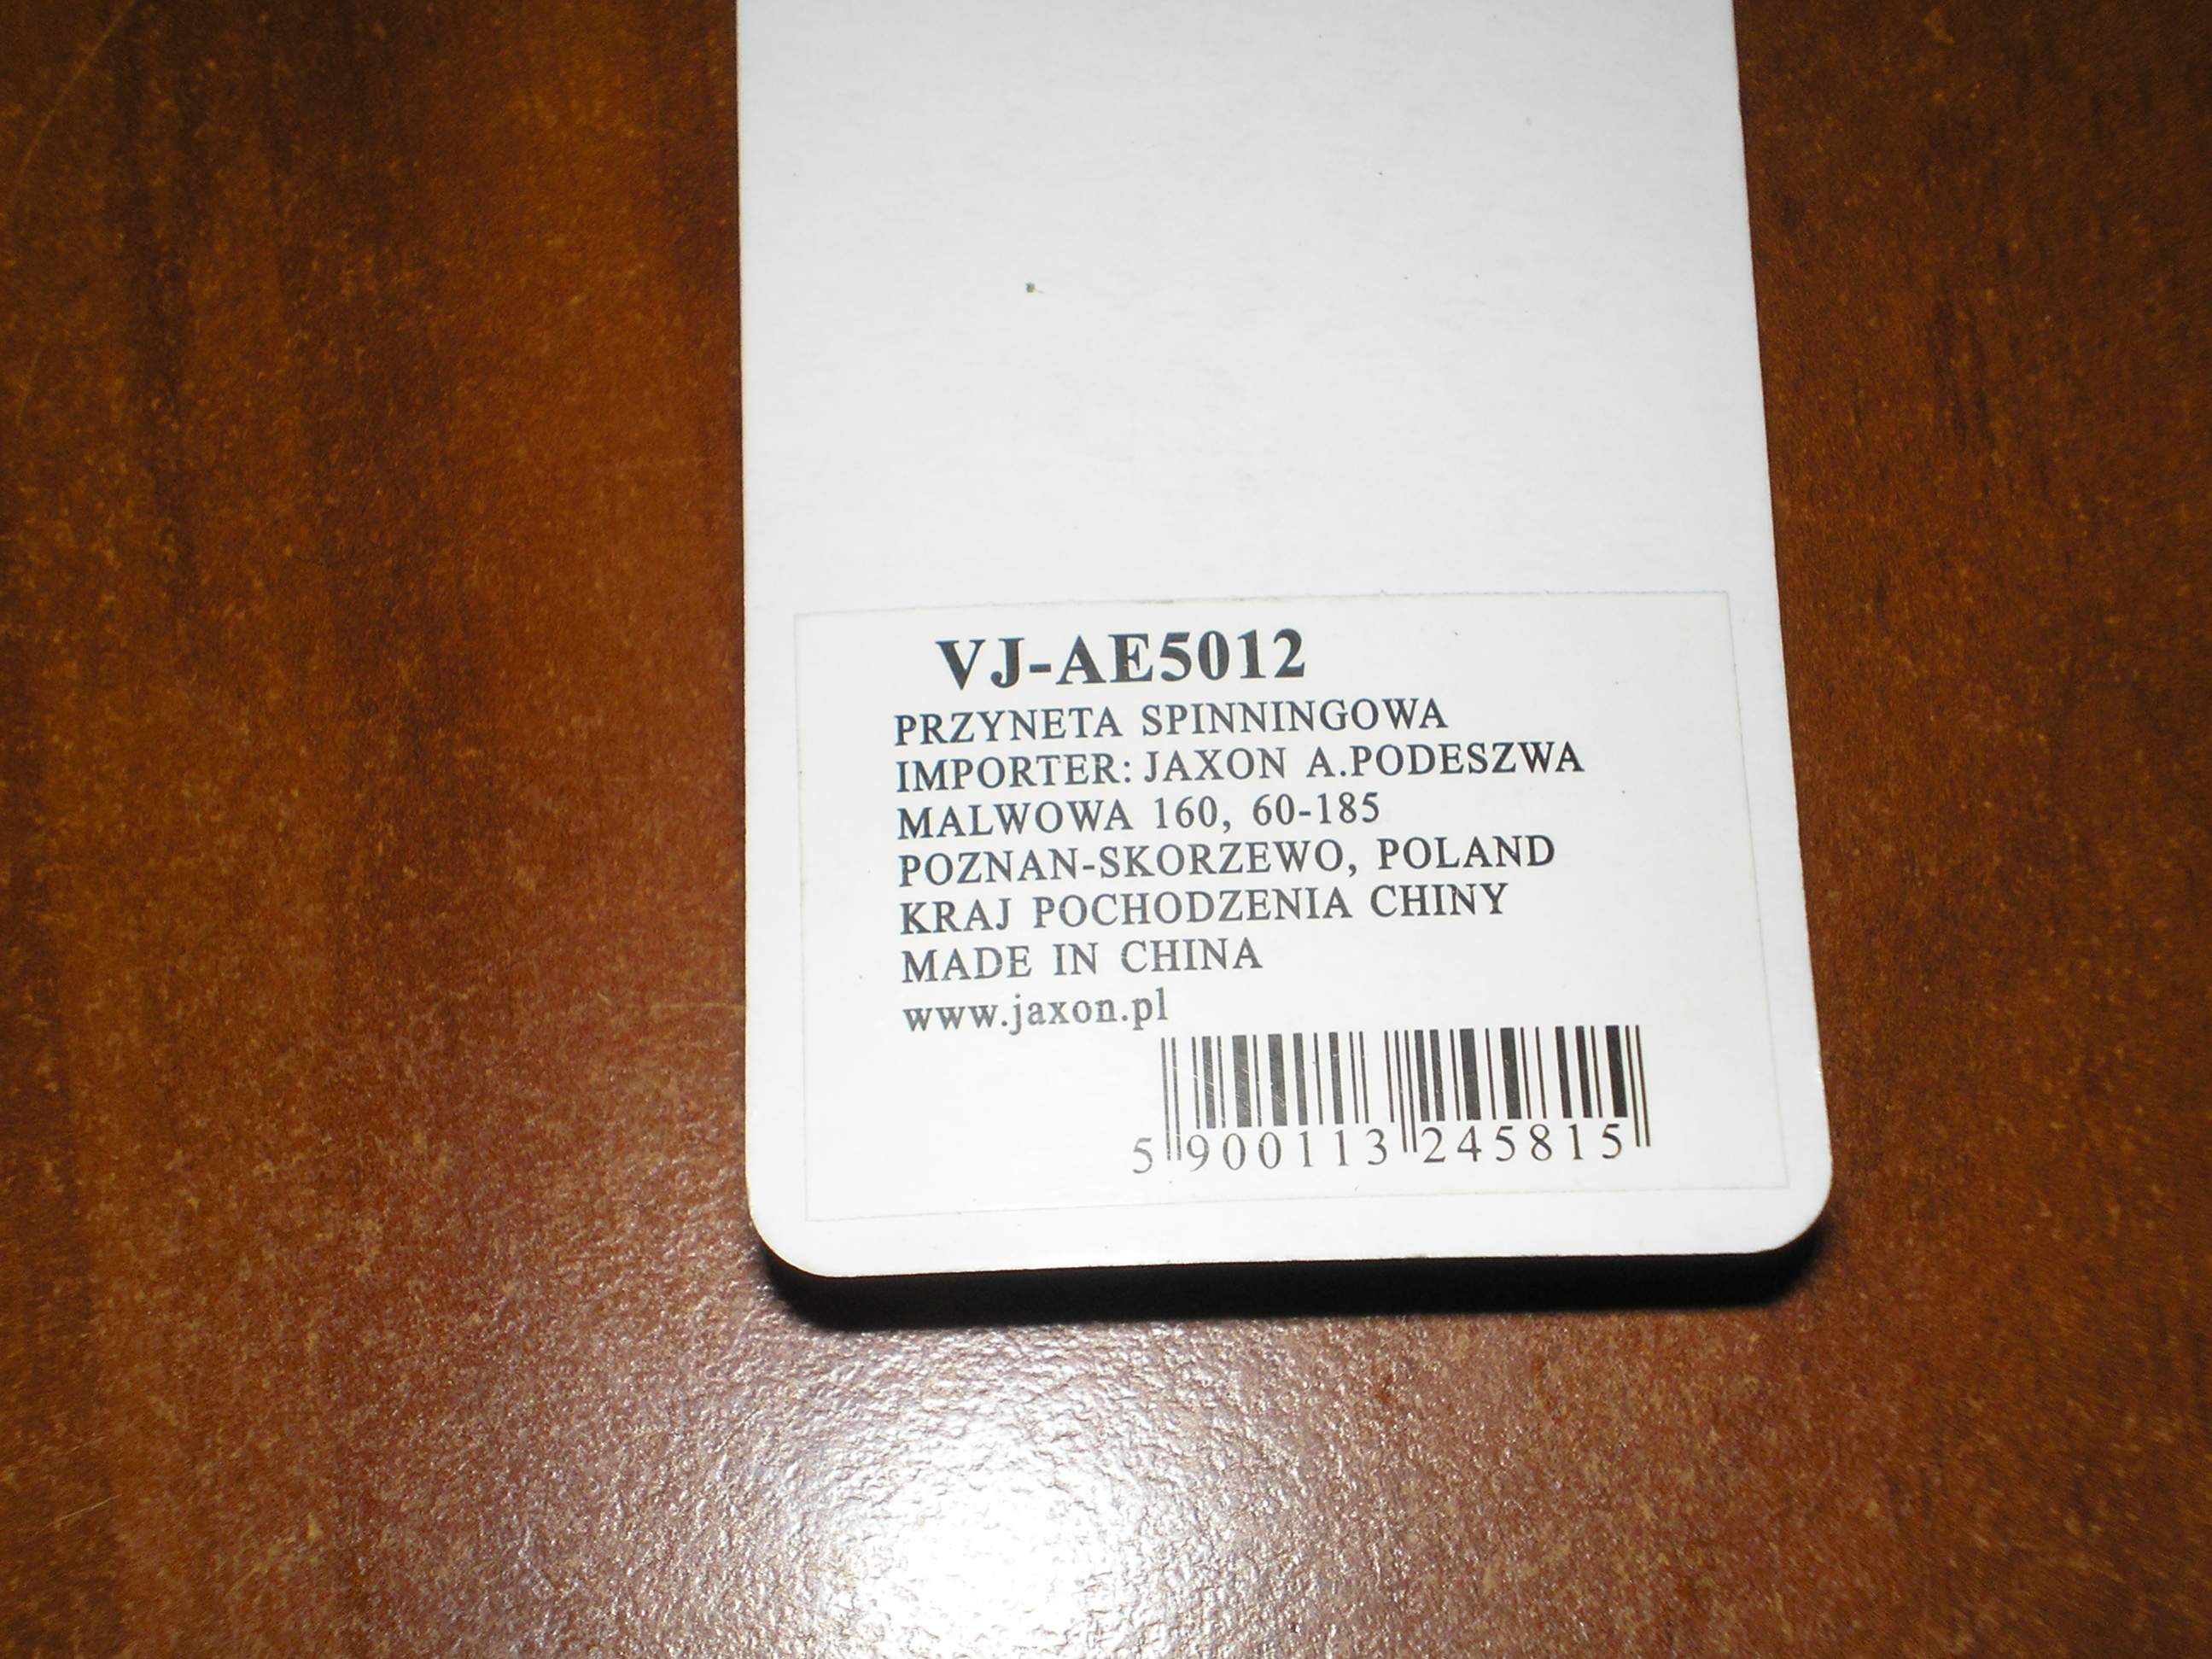 VJ-AE5012
PRZYNETA SPINNINGOWA
IMPORTER: JAXON A.PODESZWA
MALWOWA 160, 60-185
POZNAN-SKORZEWO, POLAND
KRAJ POCHODZENIA CHINY
MADE IN CHINA
www.jaxon.pl
5 900113 245815